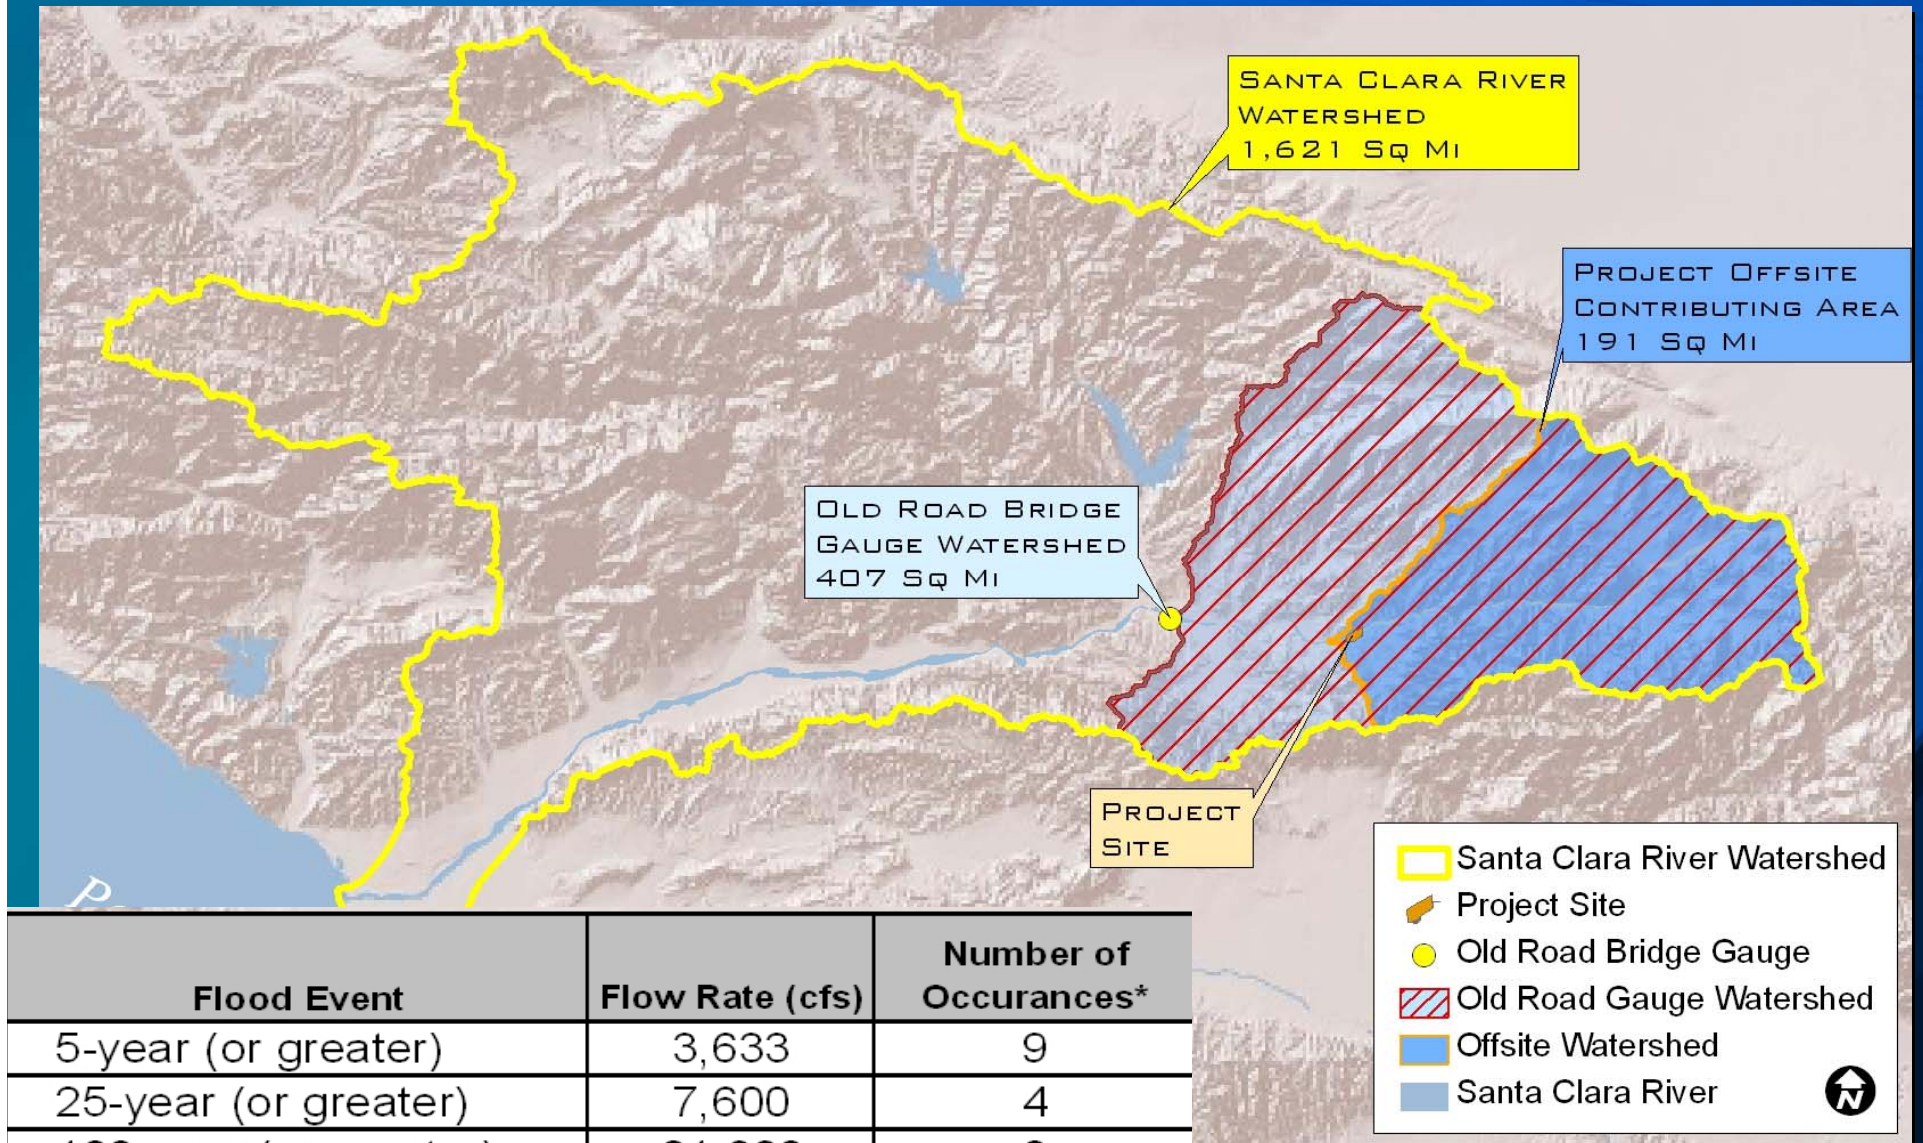 SANTA CLARA RIVER
WATERSHED
1,621 SQ MI
PROJECT OFFSITE
CONTRIBUTING AREA
191 SQ MI
OLD ROAD BRIDGE
GAUGE WATERSHED
407 SQ MI
PROJECT
SITE
P
Santa Clara River Watershed
Project Site
Old Road Bridge Gauge
Old Road Gauge Watershed
Offsite Watershed
Santa Clara River
N
Flood Event Flow Rate (cfs) Number of Occurances*
5-year (or greater) 3,633 9
25-year (or greater) 7,600 4